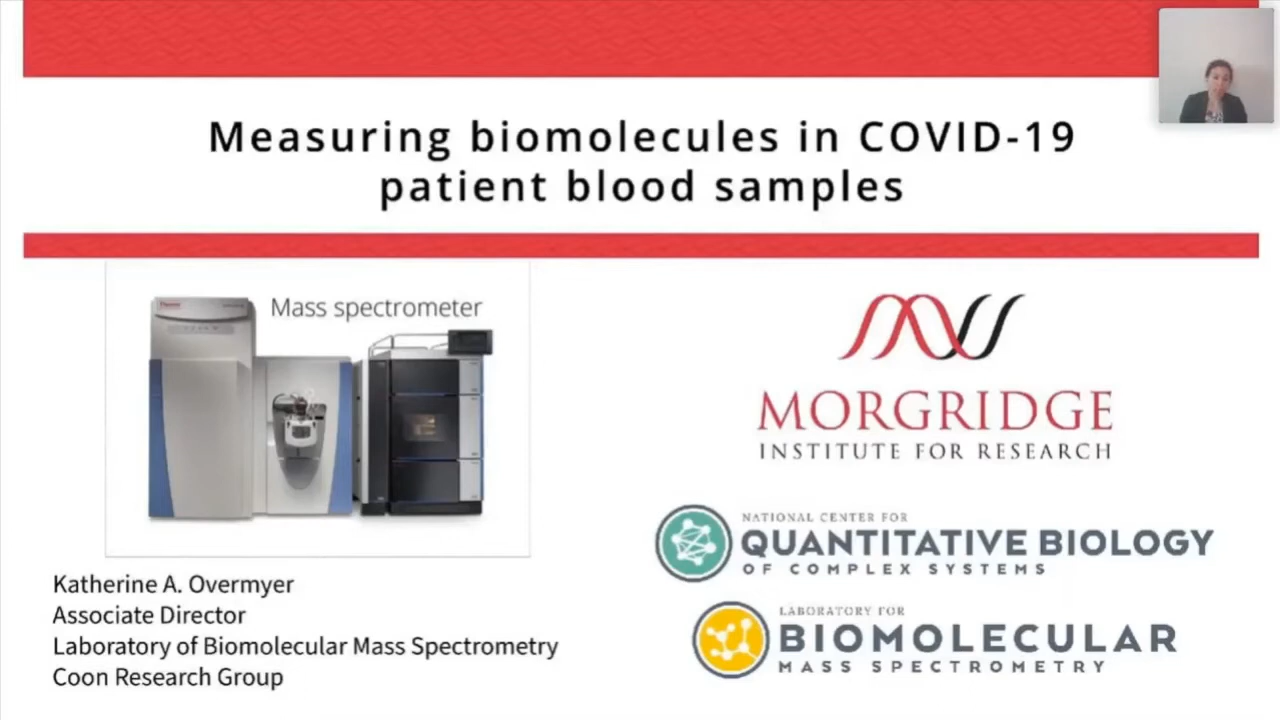 Measuring biomolecules in COVID-19
patient blood samples
Mass spectrometer
MORGRIDGE
INSTITUTE FOR RESEARCH
NATIONAL CENTER FOR
QUANTITATIVE BIOLOGY
OF COMPLEX SYSTEMS
LABORATORY FOR
BIOMOLECULAR
MASS SPECTROMETRY
Katherine A. Overmyer
Associate Director
Laboratory of Biomolecular Mass Spectrometry
Coon Research Group